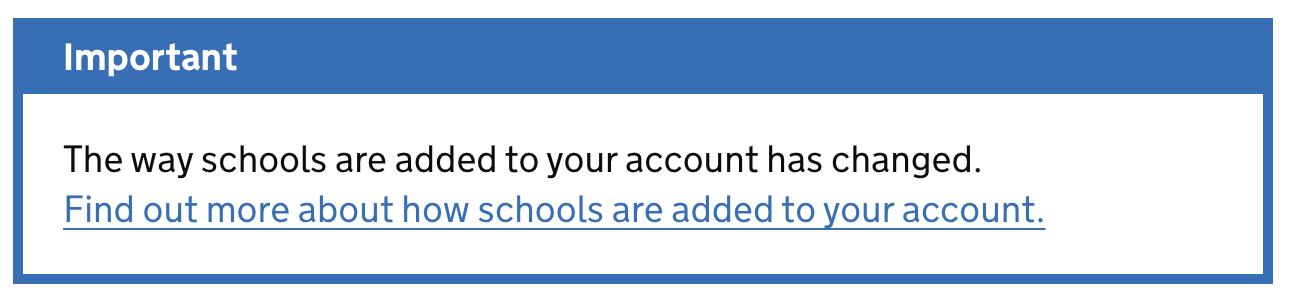 Important
The way schools are added to your account has changed.
Find out more about how schools are added to your account.